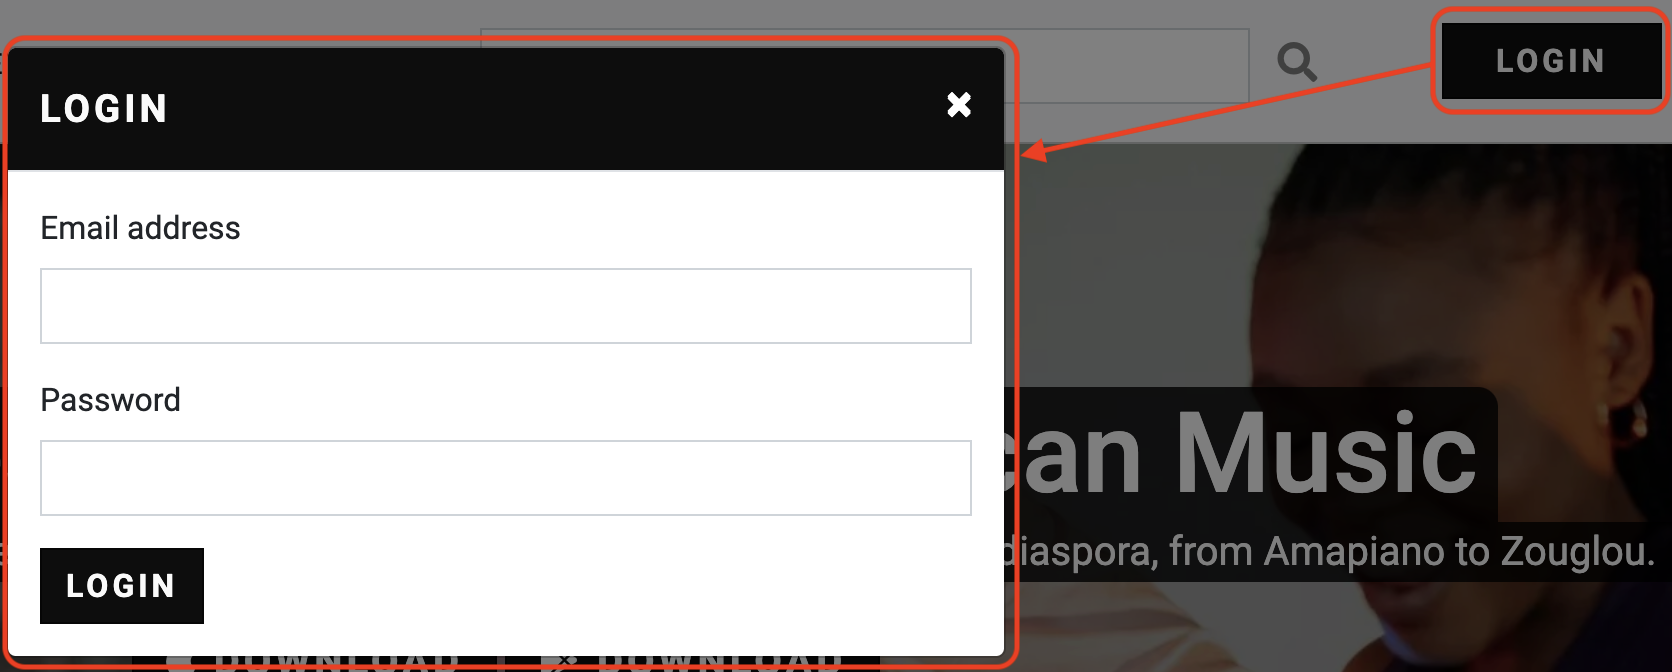 LOGIN
LOGIN
Email address
Password
can Music
diaspora, from Amapiano to Zouglou.
LOGIN
DOWNLOAD DOWNLOAD